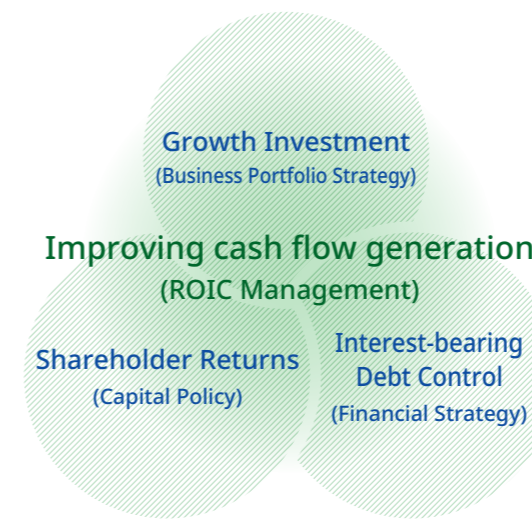 Growth Investment
(Business Portfolio Strategy)
Improving cash flow generation
(ROIC Management)
Shareholder Returns
(Capital Policy)
Interest-bearing
Debt Control
(Financial Strategy)